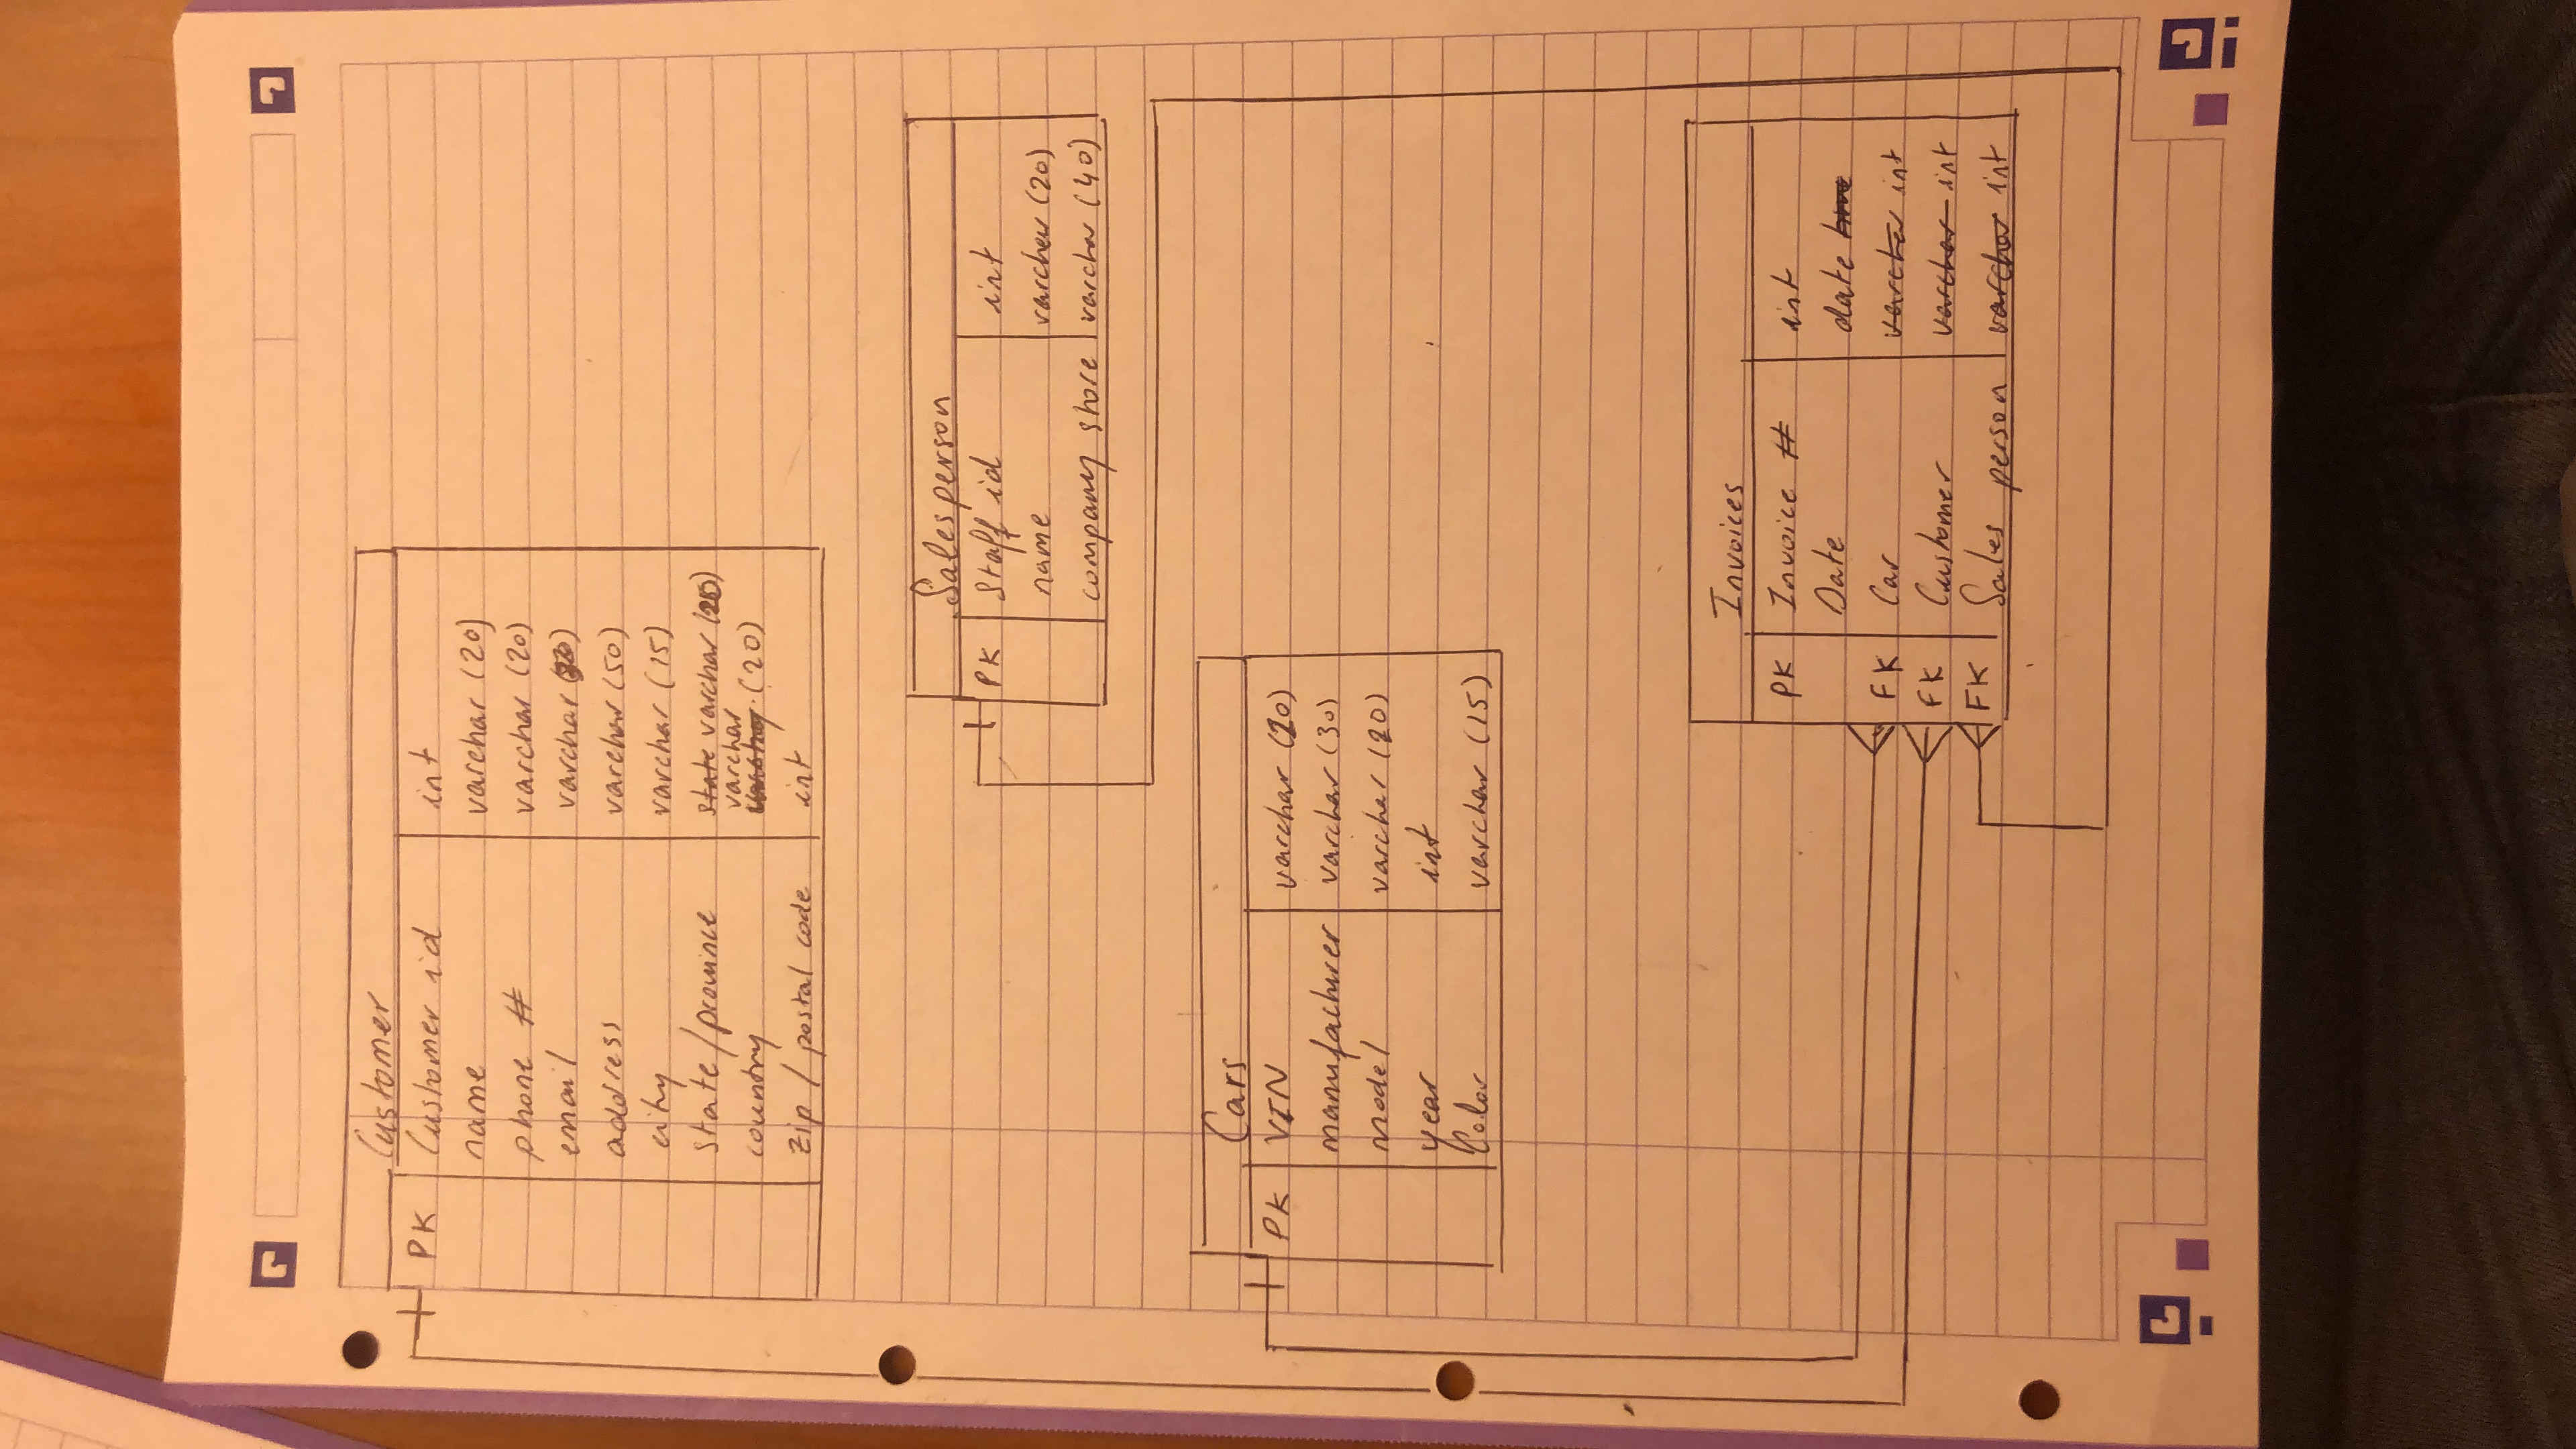 Customer
PK Customer id int
name varchar (20)
phone # varchar (20)
email varchar
address varchar (50)
city varchar (15)
state/province state varchar (20)
country varchar (20)
zip / postal code int
Salesperson
PK Staff id int
name varchar (20)
company store varchar (40)
Cars
PK VIN varchar (20)
manufacturer varchar (30)
model varchar (20)
year int
Color varchar (15)
Invoices
PK Invoice # int
Date date time
FK Car varchar int
FK Customer varchar int
FK Sales person varchar int